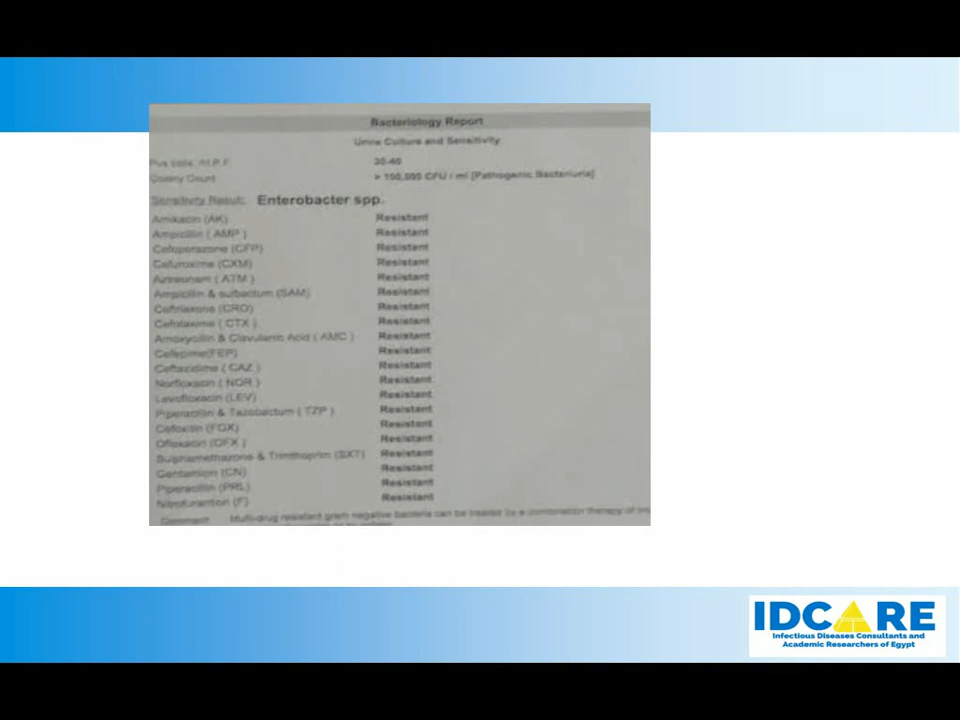 Bacteriology Report
Urine Culture and Sensitivity
Pus cells /H.P.F 30-40
Colony Count > 100,000 CFU / ml [Pathogenic Bacteriuria]
Sensitivity Result: Enterobacter spp.
Amikacin (AK) Resistant
Ampicillin ( AMP ) Resistant
Cefoperazone (CFP) Resistant
Cefuroxime (CXM) Resistant
Aztreonam ( ATM ) Resistant
Ampicillin & sulbactum (SAM) Resistant
Ceftriaxone (CRO) Resistant
Cefotaxime ( CTX ) Resistant
Amoxycillin & Clavulanic Acid ( AMC ) Resistant
Cefepime(FEP) Resistant
Ceftazidime ( CAZ ) Resistant
Norfloxacin ( NOR ) Resistant
Levofloxacin (LEV) Resistant
Piperacillin & Tazobactum ( TZP ) Resistant
Cefoxitin (FOX) Resistant
Ofloxacin (OFX ) Resistant
& Trimthoprim (SXT) Resistant
Gentamicin (CN) Resistant
Piperacillin (PRL) Resistant
Nitrofurantion (F) Resistant
Comment Multi-drug resistant gram negative bacteria can be treated by a combination therapy of
IDCARE
Infectious Diseases Consultants and
Academic Researchers of Egypt